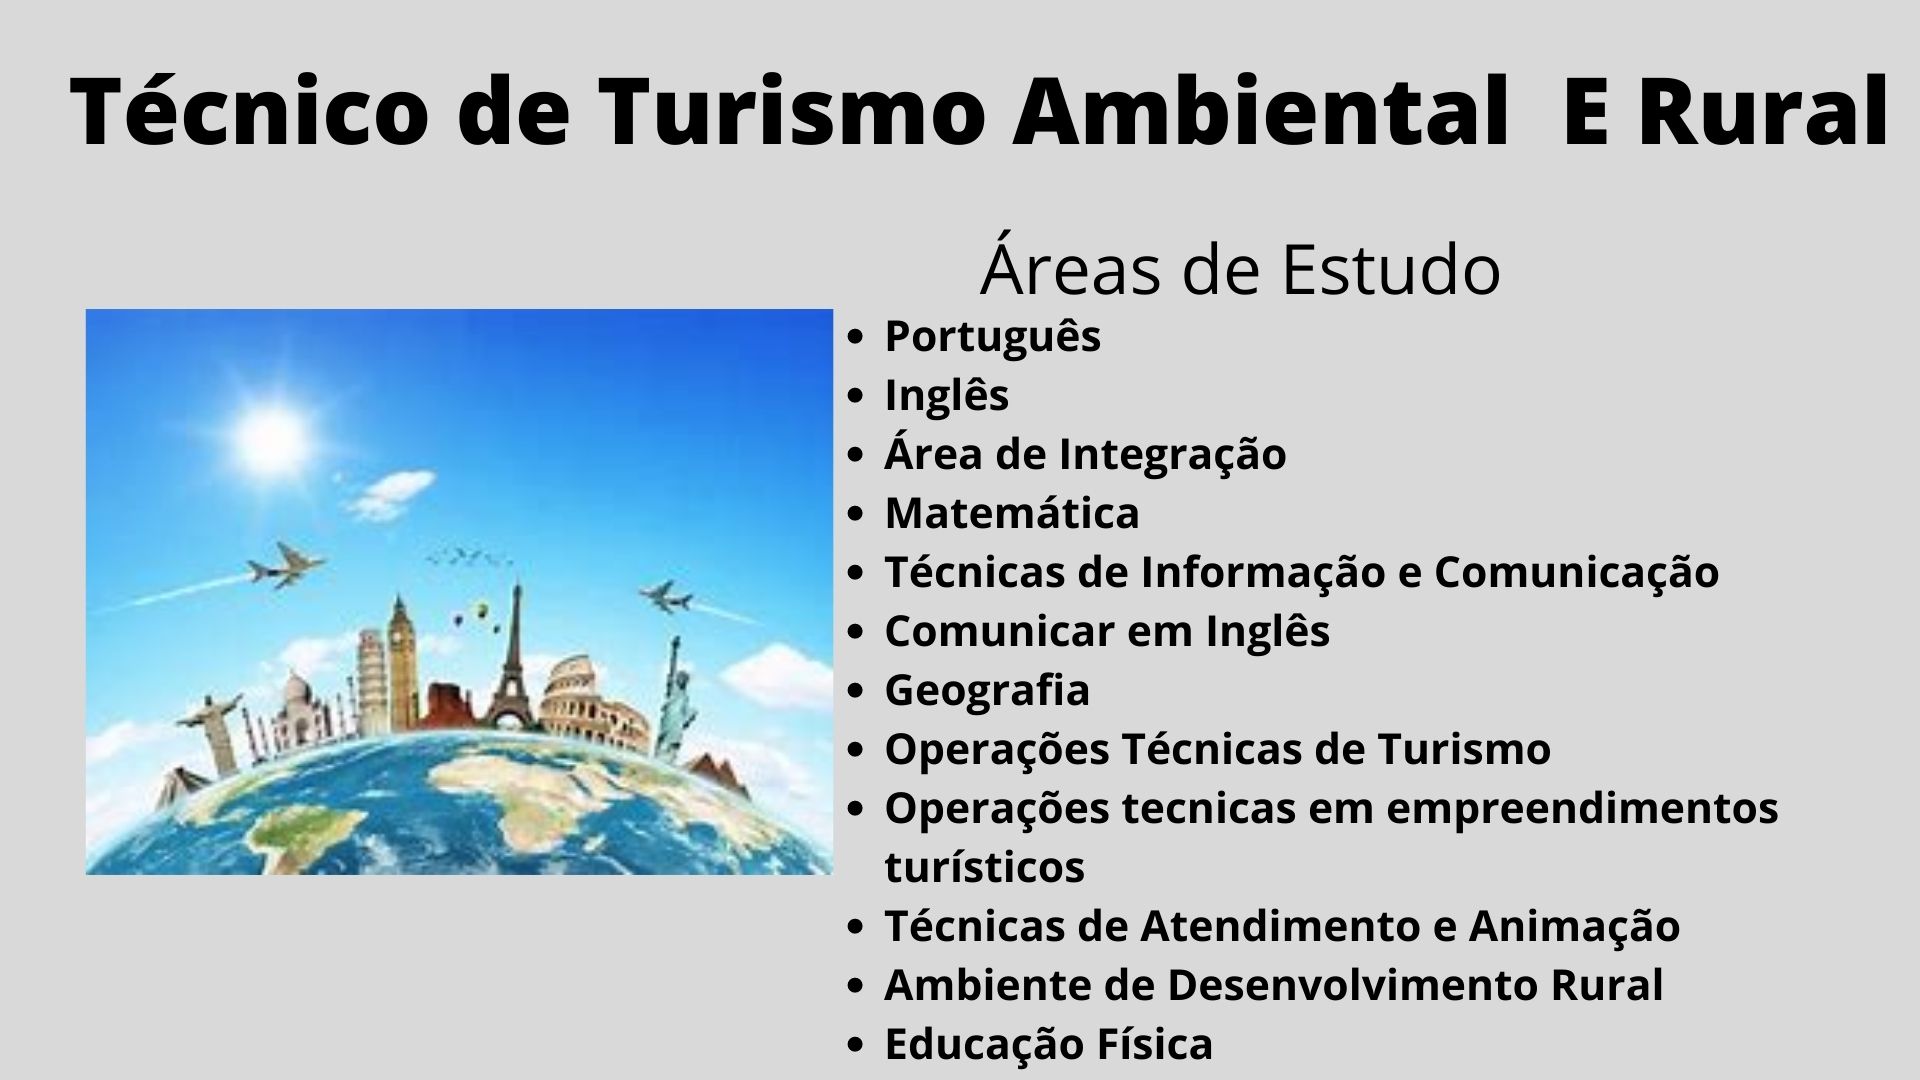 Técnico de Turismo Ambiental  E Rural
Áreas de Estudo
• Português
• Inglês
• Área de Integração
• Matemática
• Técnicas de Informação e Comunicação
• Comunicar em Inglês
• Geografia
• Operações Técnicas de Turismo
• Operações tecnicas em empreendimentos
turísticos
• Técnicas de Atendimento e Animação
• Ambiente de Desenvolvimento Rural
• Educação Física